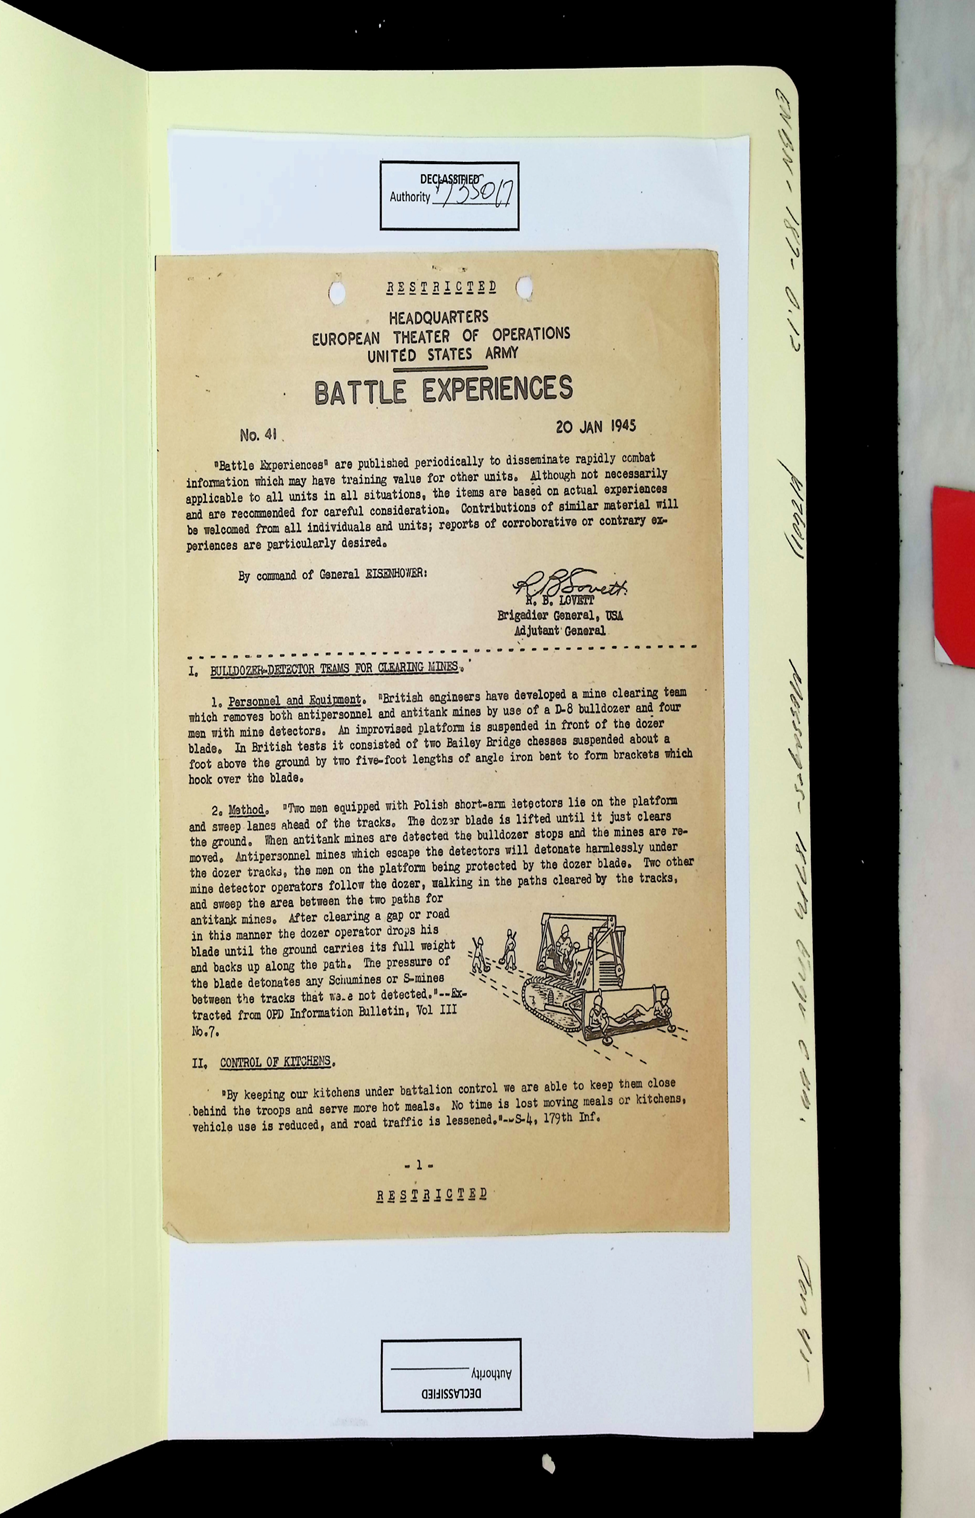 DECLASSIFIED
Authority 735017
RESTRICTED
HEADQUARTERS
EUROPEAN THEATER OF OPERATIONS
UNITED STATES ARMY
BATTLE EXPERIENCES
No. 41 20 JAN 1945
"Battle Experiences" are published periodically to disseminate rapidly combat
information which may have training value for other units. Although not necessarily
applicable to all units in all situations, the items are based on actual experiences
and are recommended for careful consideration. Contributions of similar material will
be welcomed from all individuals and units; reports of corroborative or contrary ex-
periences are particularly desired.
By command of General EISENHOWER:
R B Lovett
R. B. LOVETT
Brigadier General, USA
Adjutant General
I. BULLDOZER-DETECTOR TEAMS FOR CLEARING MINES.
1. Personnel and Equipment. "British engineers have developed a mine clearing team
which removes both antipersonnel and antitank mines by use of a D-8 bulldozer and four
men with mine detectors. An improvised platform is suspended in front of the dozer
blade. In British tests it consisted of two Bailey Bridge chesses suspended about a
foot above the ground by two five-foot lengths of angle iron bent to form brackets which
hook over the blade.
2. Method. "Two men equipped with Polish short-arm detectors lie on the platform
and sweep lanes ahead of the tracks. The dozer blade is lifted until it just clears
the ground. When antitank mines are detected the bulldozer stops and the mines are re-
moved. Antipersonnel mines which escape the detectors will detonate harmlessly under
the dozer tracks, the men on the platform being protected by the dozer blade. Two other
mine detector operators follow the dozer, walking in the paths cleared by the tracks,
and sweep the area between the two paths for
antitank mines. After clearing a gap or road
in this manner the dozer operator drops his
blade until the ground carries its full weight
and backs up along the path. The pressure of
the blade detonates any Schumines or S-mines
between the tracks that were not detected."--Ex-
tracted from OPD Information Bulletin, Vol III
No.7.
II. CONTROL OF KITCHENS.
"By keeping our kitchens under battalion control we are able to keep them close
behind the troops and serve more hot meals. No time is lost moving meals or kitchens,
vehicle use is reduced, and road traffic is lessened."--S-4, 179th Inf.
-1-
RESTRICTED
DECLASSIFIED
Authority
ENGBN-187-0.12